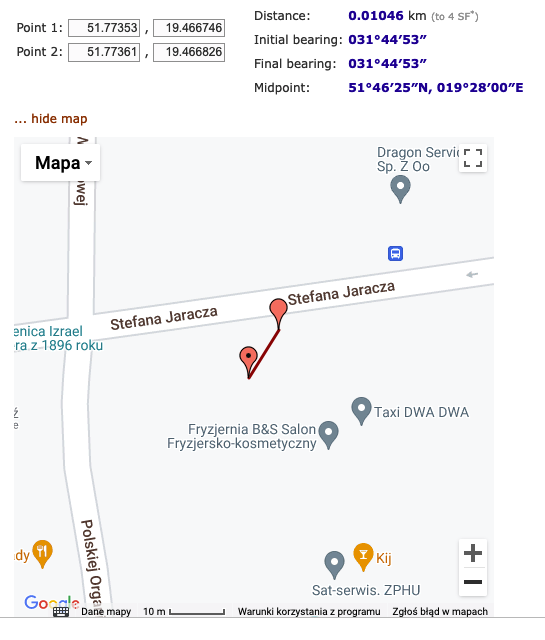 Point 1: 51.77353 , 19.466746
Point 2: 51.77361 , 19.466826
Distance: 0.01046 km (to 4 SF*)
Initial bearing: 031°44′53″
Final bearing: 031°44′53″
Midpoint: 51°46′25″N, 019°28′00″E
... hide map
Mapa
owej
Dragon Servic
Sp. Z Oo
Stefana Jaracza
Stefana Jaracza
enica Izrael
ra z 1896 roku
Taxi DWA DWA
Fryzjernia B&S Salon
Fryzjersko-kosmetyczny
Polskiej Orga
dy
Kij
Sat-serwis. ZPHU
Google
Dane mapy 10 m Warunki korzystania z programu Zgłoś błąd w mapach